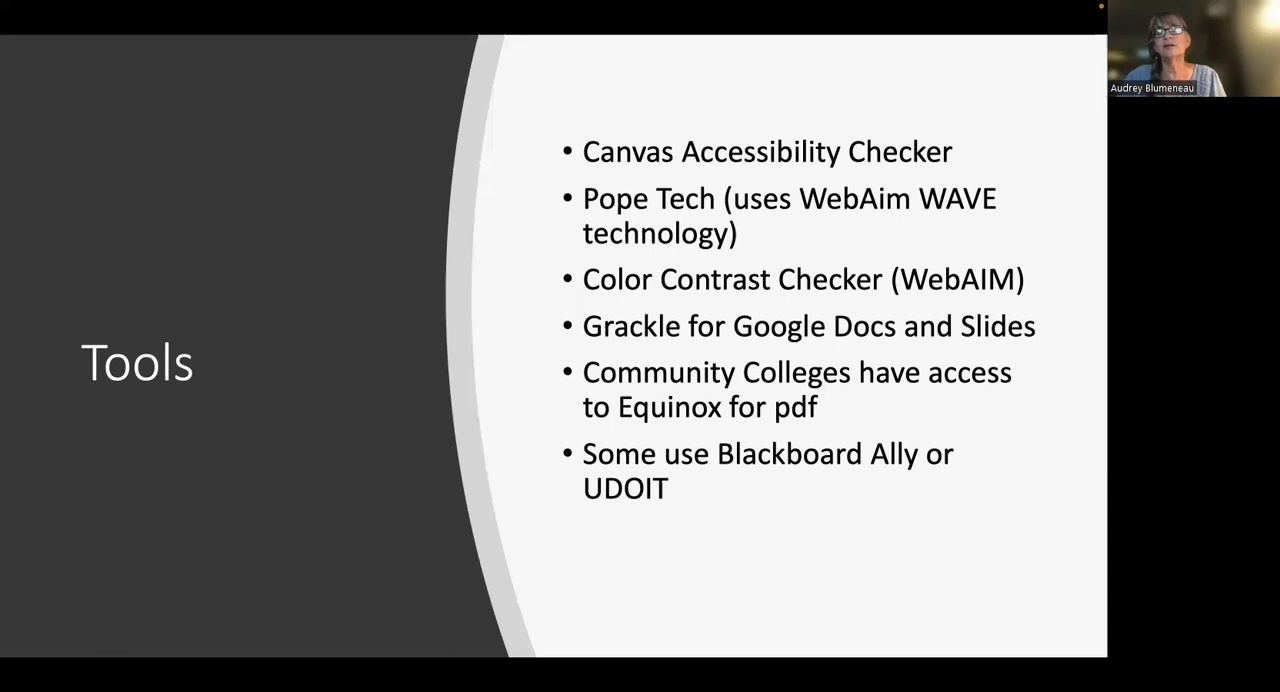 Audrey Blumeneau
Tools
• Canvas Accessibility Checker
• Pope Tech (uses WebAim WAVE
technology)
• Color Contrast Checker (WebAIM)
• Grackle for Google Docs and Slides
• Community Colleges have access
to Equinox for pdf
• Some use Blackboard Ally or
UDOIT